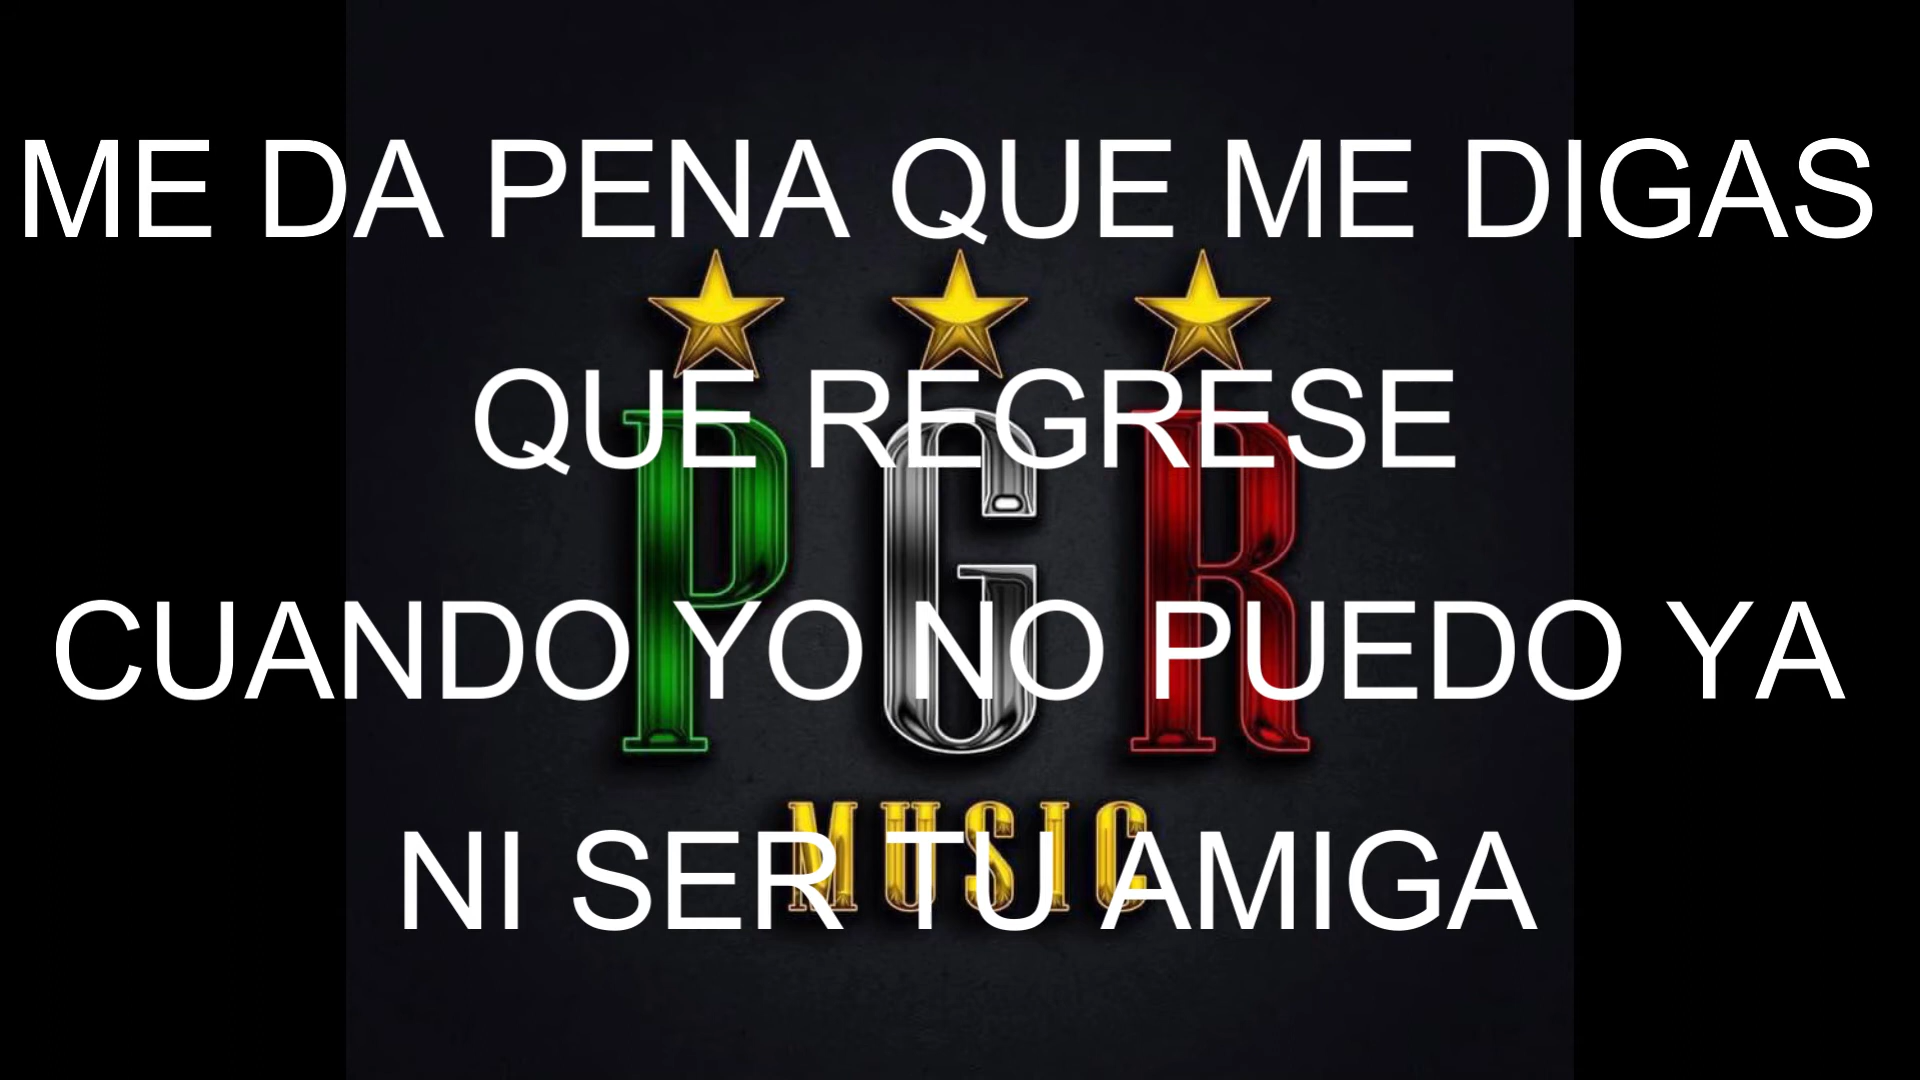 ME DA PENA QUE ME DIGAS
QUE REGRESE
PGR
CUANDO YO NO PUEDO YA
MUSIC
NI SER TU AMIGA